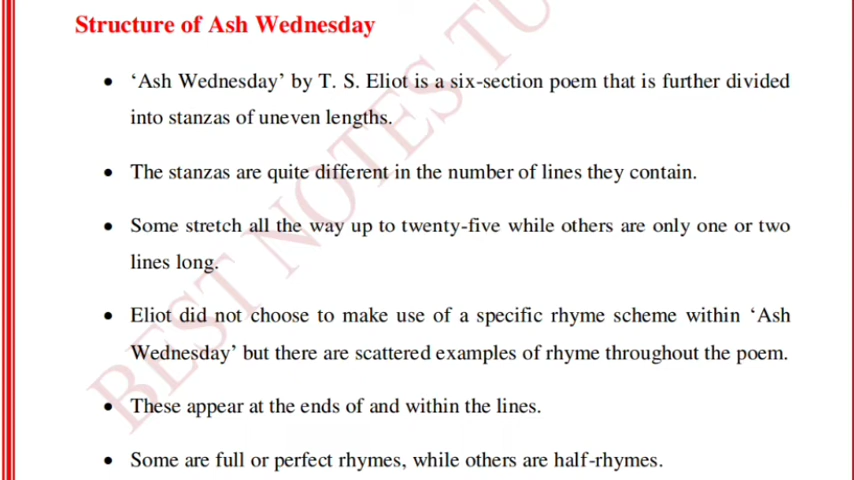 Structure of Ash Wednesday
• ‘Ash Wednesday’ by T. S. Eliot is a six-section poem that is further divided
into stanzas of uneven lengths.
• The stanzas are quite different in the number of lines they contain.
• Some stretch all the way up to twenty-five while others are only one or two
lines long.
• Eliot did not choose to make use of a specific rhyme scheme within ‘Ash
Wednesday’ but there are scattered examples of rhyme throughout the poem.
• These appear at the ends of and within the lines.
• Some are full or perfect rhymes, while others are half-rhymes.
BEST NOTES TU